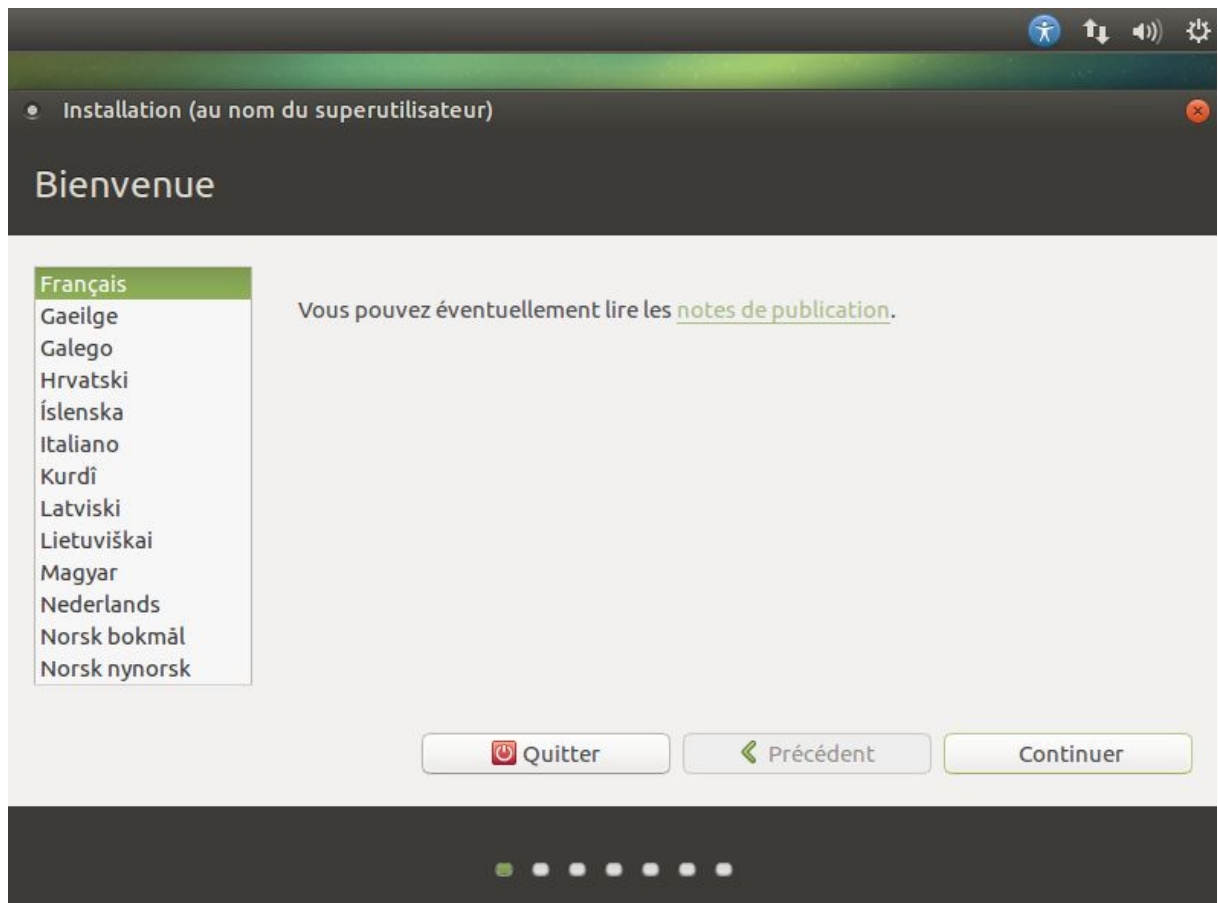 Installation (au nom du superutilisateur)
Bienvenue
Français
Gaeilge
Galego
Hrvatski
Íslenska
Italiano
Kurdî
Latviski
Lietuviškai
Magyar
Nederlands
Norsk bokmål
Norsk nynorsk
Vous pouvez éventuellement lire les notes de publication.
Quitter
Précédent
Continuer